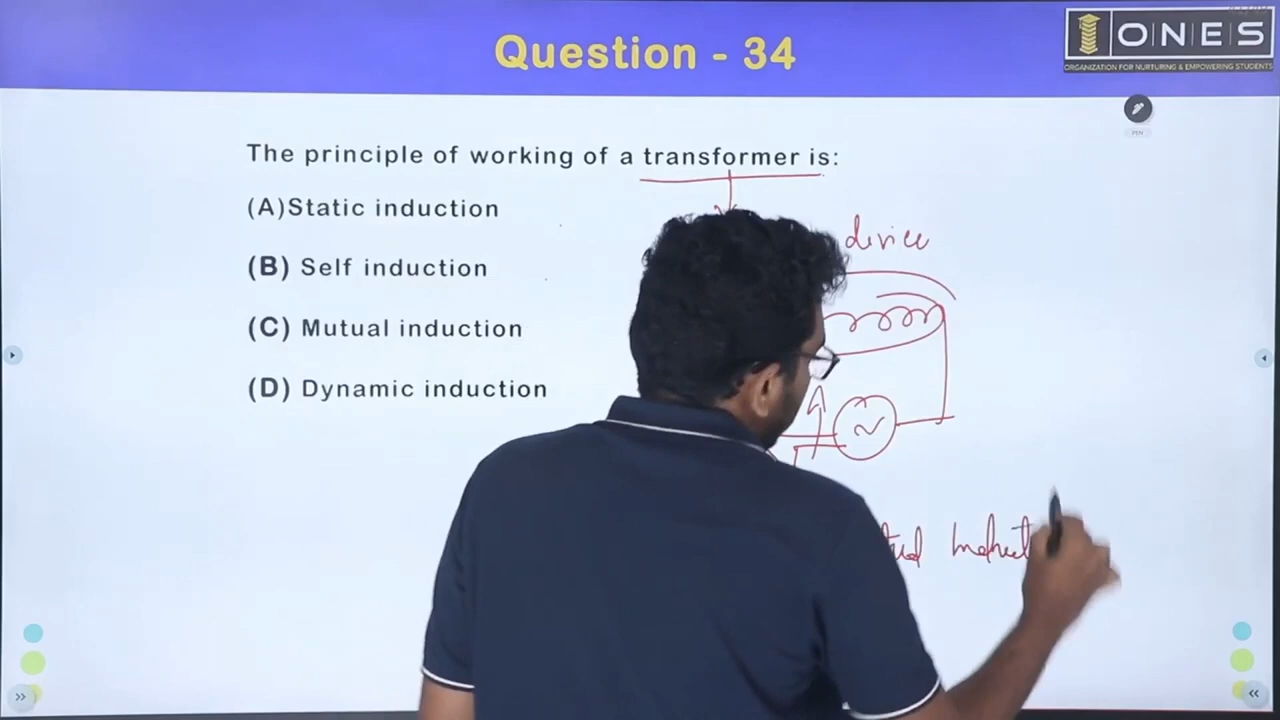 Question - 34
ONES
ORGANIZATION FOR NURTURING & EMPOWERING STUDENTS
PEN
The principle of working of a transformer is:
(A)Static induction
device
(B) Self induction
(C) Mutual induction
(D) Dynamic induction